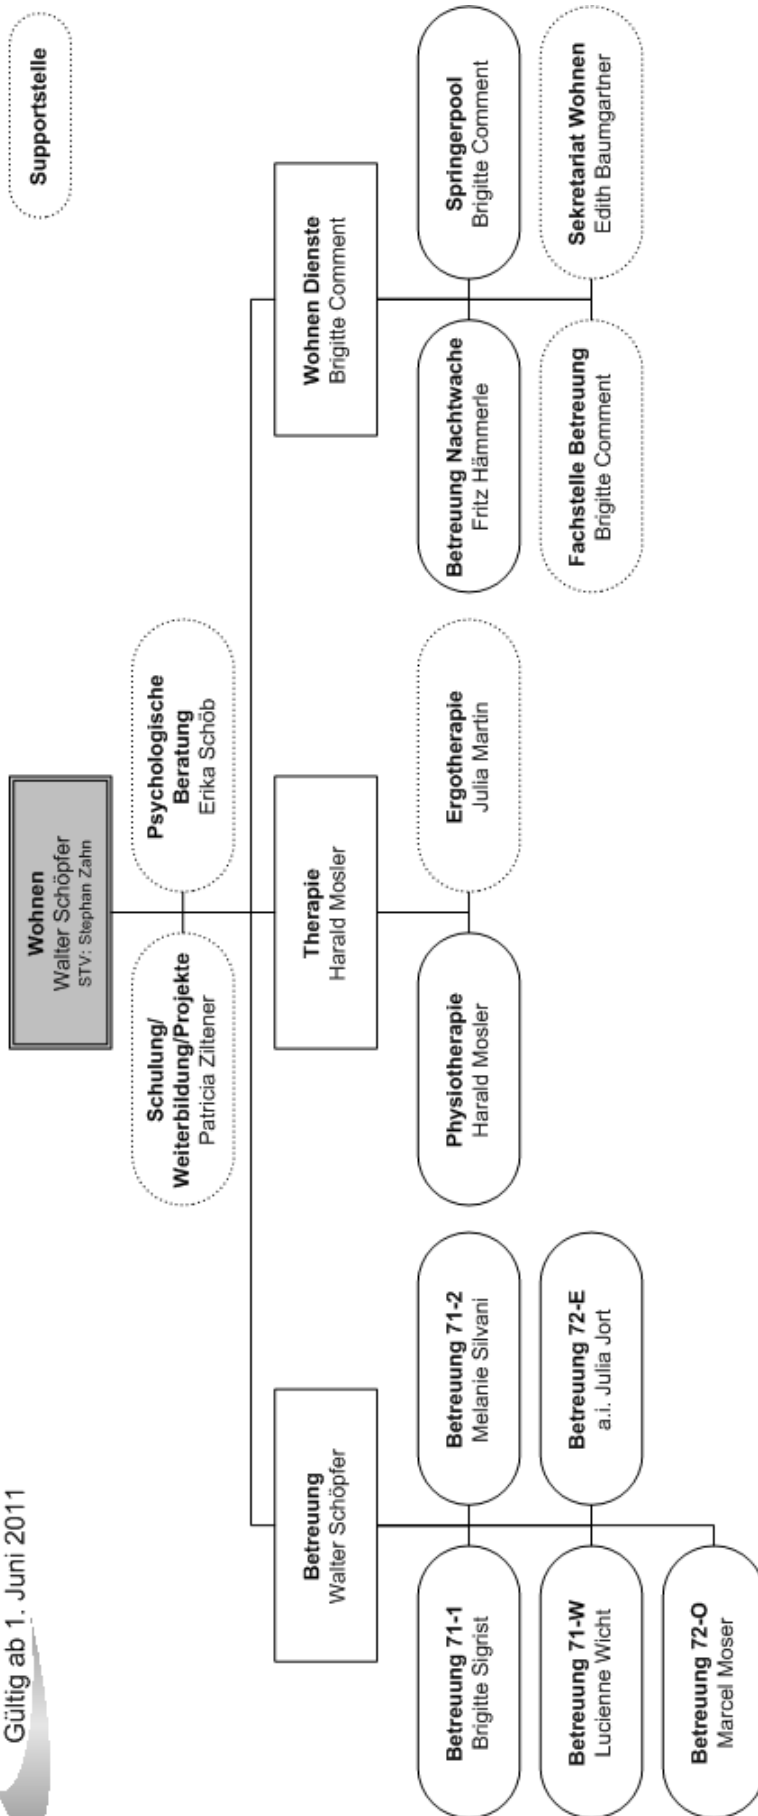 Gültig ab 1. Juni 2011
Supportstelle
Wohnen
Walter Schöpfer
STV: Stephan Zahn
Schulung/
Weiterbildung/Projekte
Patricia Ziltener
Psychologische
Beratung
Erika Schöb
Betreuung
Walter Schöpfer
Therapie
Harald Mosler
Wohnen Dienste
Brigitte Comment
Betreuung 71-1
Brigitte Sigrist
Betreuung 71-2
Melanie Silvani
Physiotherapie
Harald Mosler
Ergotherapie
Julia Martin
Betreuung Nachtwache
Fritz Hämmerle
Springerpool
Brigitte Comment
Betreuung 71-W
Lucienne Wicht
Betreuung 72-E
a.i. Julia Jort
Fachstelle Betreuung
Brigitte Comment
Sekretariat Wohnen
Edith Baumgartner
Betreuung 72-O
Marcel Moser